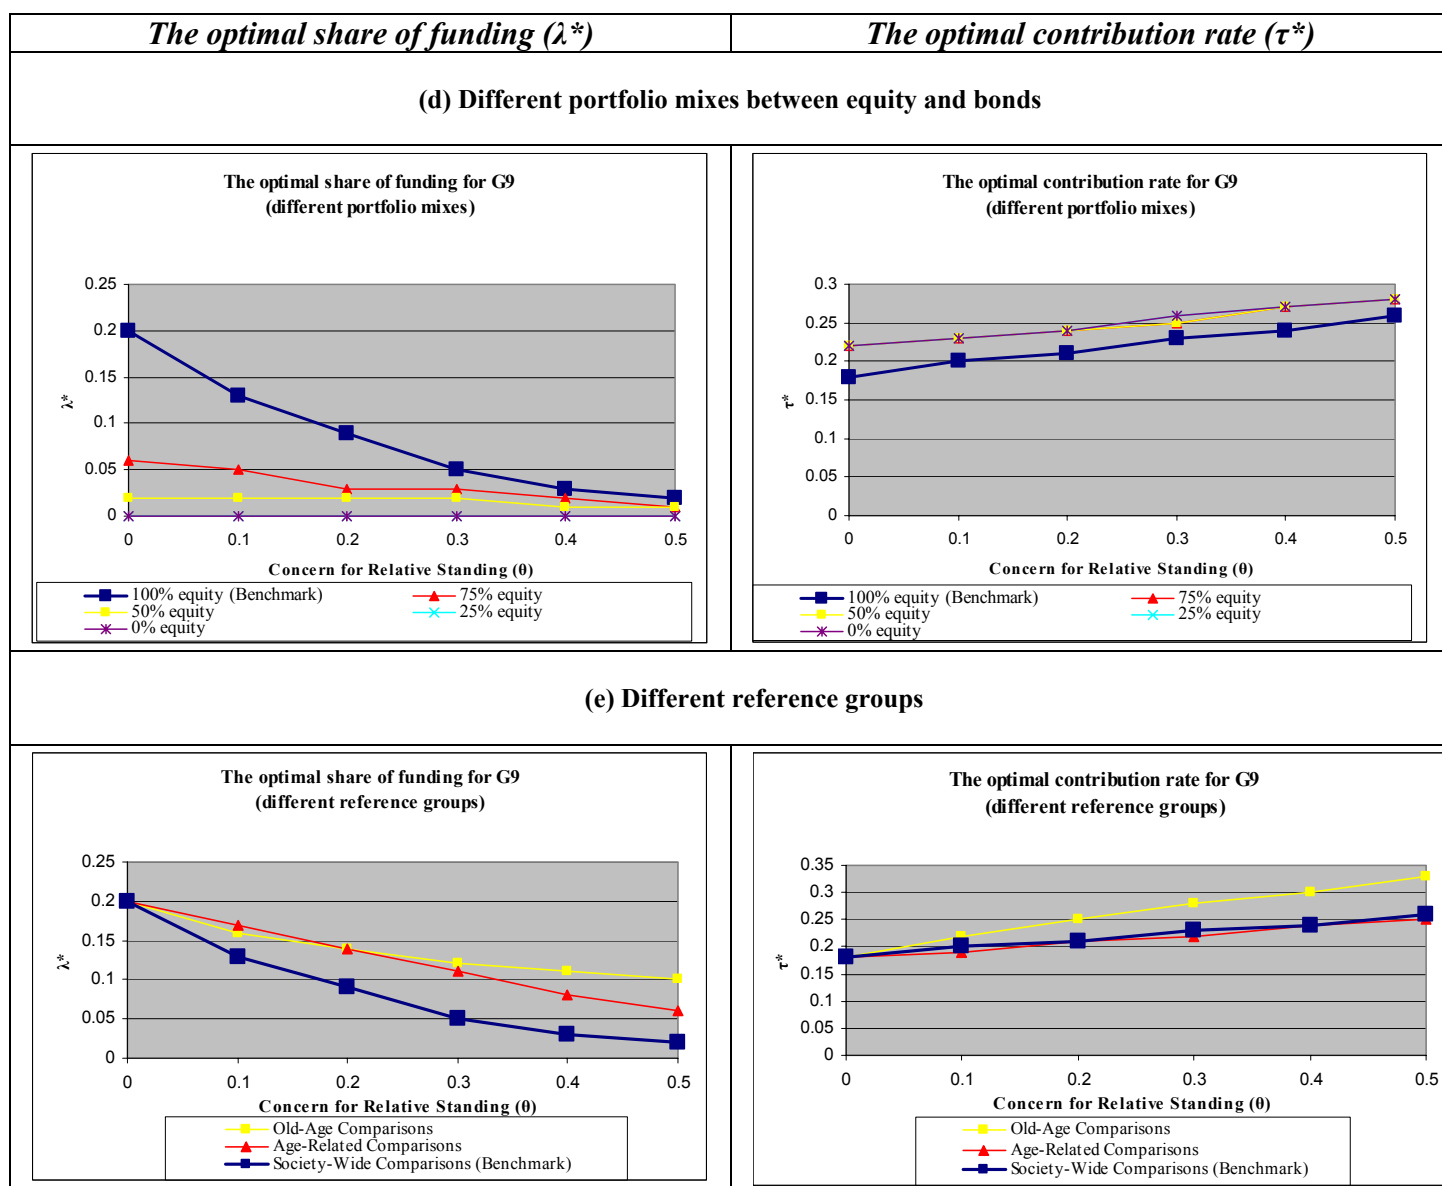 The optimal share of funding (λ*)
The optimal contribution rate (τ*)
(d) Different portfolio mixes between equity and bonds
The optimal share of funding for G9
(different portfolio mixes)
0.25
0.2
0.15
0.1
0.05
0
λ*
0 0.1 0.2 0.3 0.4 0.5
Concern for Relative Standing (θ)
100% equity (Benchmark) 75% equity
50% equity 25% equity
0% equity
The optimal contribution rate for G9
(different portfolio mixes)
0.3
0.25
0.2
0.15
0.1
0.05
0
τ*
0 0.1 0.2 0.3 0.4 0.5
Concern for Relative Standing (θ)
100% equity (Benchmark) 75% equity
50% equity 25% equity
0% equity
(e) Different reference groups
The optimal share of funding for G9
(different reference groups)
0.25
0.2
0.15
0.1
0.05
0
λ*
0 0.1 0.2 0.3 0.4 0.5
Concern for Relative Standing (θ)
Old-Age Comparisons
Age-Related Comparisons
Society-Wide Comparisons (Benchmark)
The optimal contribution rate for G9
(different reference groups)
0.35
0.3
0.25
0.2
0.15
0.1
0.05
0
τ*
0 0.1 0.2 0.3 0.4 0.5
Concern for Relative Standing (θ)
Old-Age Comparisons
Age-Related Comparisons
Society-Wide Comparisons (Benchmark)